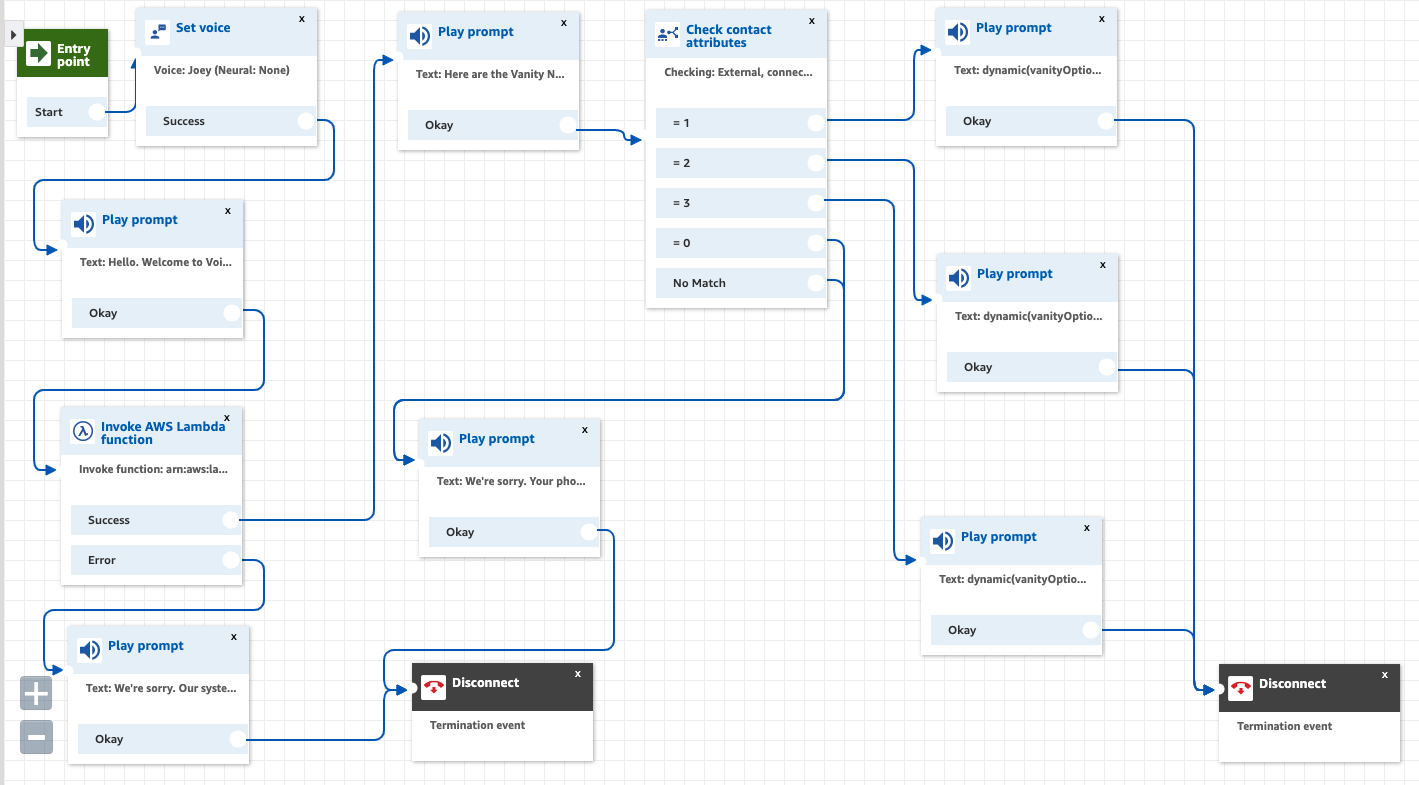 Entry
point
Start
Set voice
x
Voice: Joey (Neural: None)
Success
Play prompt
x
Text: Hello. Welcome to Voi...
Okay
Invoke AWS Lambda
function
x
Invoke function: arn:aws:la...
Success
Error
Play prompt
x
Text: We're sorry. Our syste...
Okay
Play prompt
x
Text: Here are the Vanity N...
Okay
Check contact
attributes
x
Checking: External, connec...
= 1
= 2
= 3
= 0
No Match
Play prompt
x
Text: We're sorry. Your pho...
Okay
Disconnect
x
Termination event
Play prompt
x
Text: dynamic(vanityOptio...
Okay
Play prompt
x
Text: dynamic(vanityOptio...
Okay
Play prompt
x
Text: dynamic(vanityOptio...
Okay
Disconnect
x
Termination event